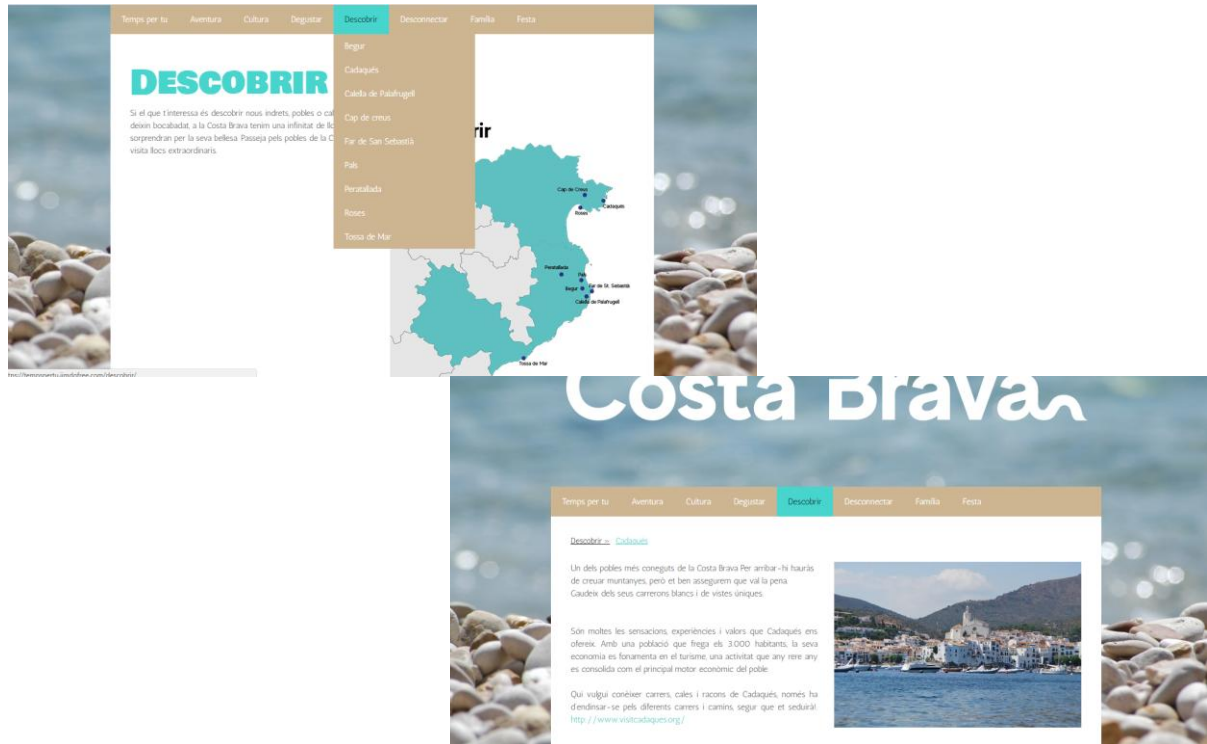 Temps per tu Aventura Cultura Degustar Descobrir Desconnectar Família Festa
Begur
Cadaqués
Calella de Palafrugell
Cap de creus
Far de San Sebastià
Pals
Peratallada
Roses
Tossa de Mar
DESCOBRIR
Si el que t'interessa és descobrir nous indrets, pobles o cal
deixin bocabadat, a la Costa Brava tenim una infinitat de llo
sorprendran per la seva bellesa. Passeja pels pobles de la C
visita llocs extraordinaris.
rir
Cap de Creus
Cadaqués
Roses
Peratallada
Pals
Begur
Far de St. Sebastià
Calella de Palafrugell
Tossa de Mar
Costa Brava
Temps per tu Aventura Cultura Degustar Descobrir Desconnectar Família Festa
Descobrir – Cadaqués
Un dels pobles més coneguts de la Costa Brava Per arribar-hi hauràs
de creuar muntanyes, però et ben assegurem que val la pena.
Gaudeix dels seus carrerons blancs i de vistes úniques.
Són moltes les sensacions, experiències i valors que Cadaqués ens
ofereix. Amb una població que frega els 3.000 habitants, la seva
economia es fonamenta en el turisme, una activitat que any rere any
es consolida com el principal motor econòmic del poble.
Qui vulgui conèixer carrers, cales i racons de Cadaqués, només ha
d'endinsar-se pels diferents carrers i camins, segur que et seduirà!
http://www.visitcadaques.org/